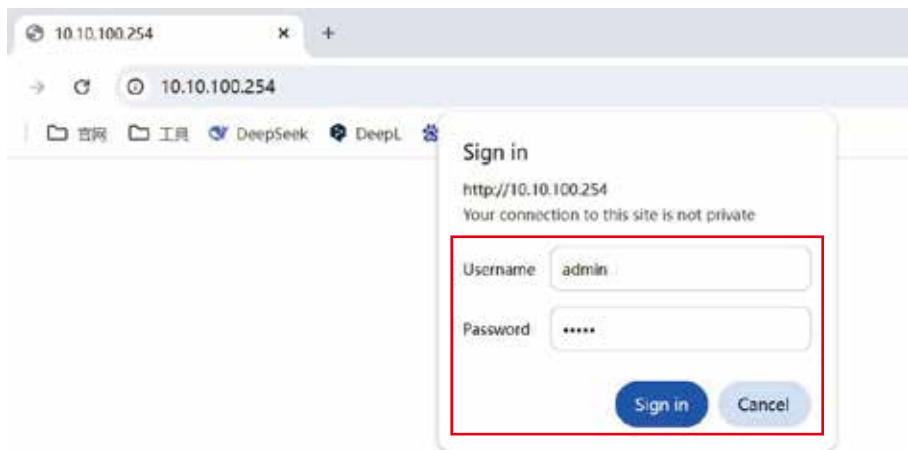 10.10.100.254 × +
10.10.100.254
官网 工具 DeepSeek DeepL
Sign in
http://10.10.100.254
Your connection to this site is not private
Username admin
Password •••••
Sign in Cancel